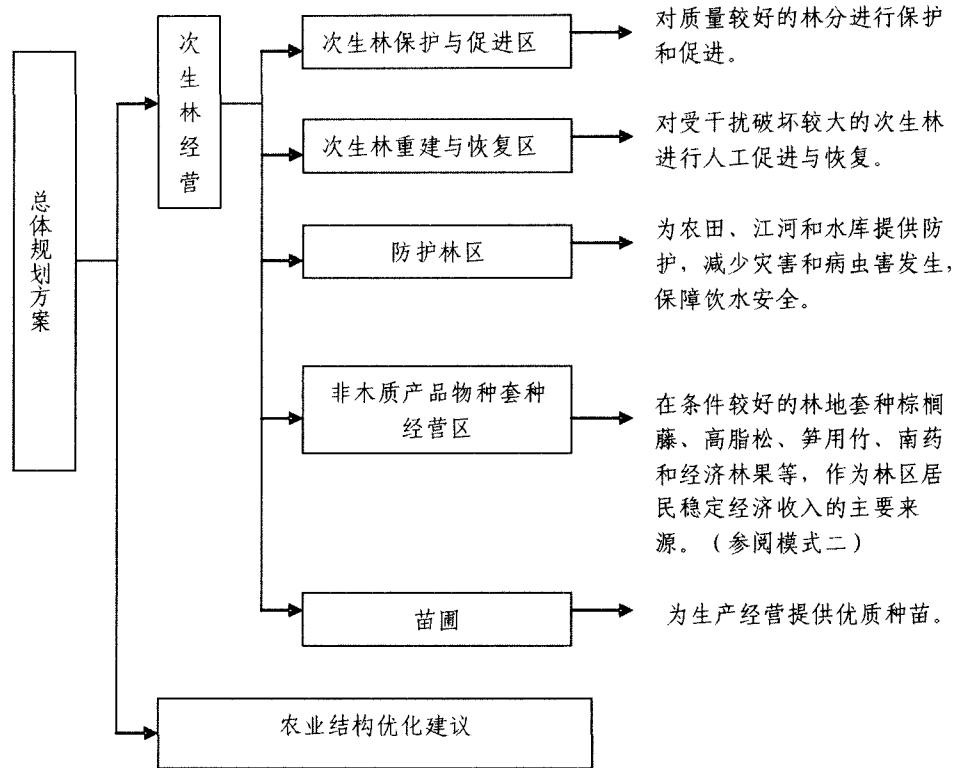 总体规划方案
次生林经营
次生林保护与促进区
对质量较好的林分进行保护
和促进。
次生林重建与恢复区
对受干扰破坏较大的次生林
进行人工促进与恢复。
防护林区
为农田、江河和水库提供防
护，减少灾害和病虫害发生，
保障饮水安全。
非木质产品物种套种
经营区
在条件较好的林地套种棕榈
藤、高脂松、笋用竹、南药
和经济林果等，作为林区居
民稳定经济收入的主要来
源。（参阅模式二）
苗圃
为生产经营提供优质种苗。
农业结构优化建议